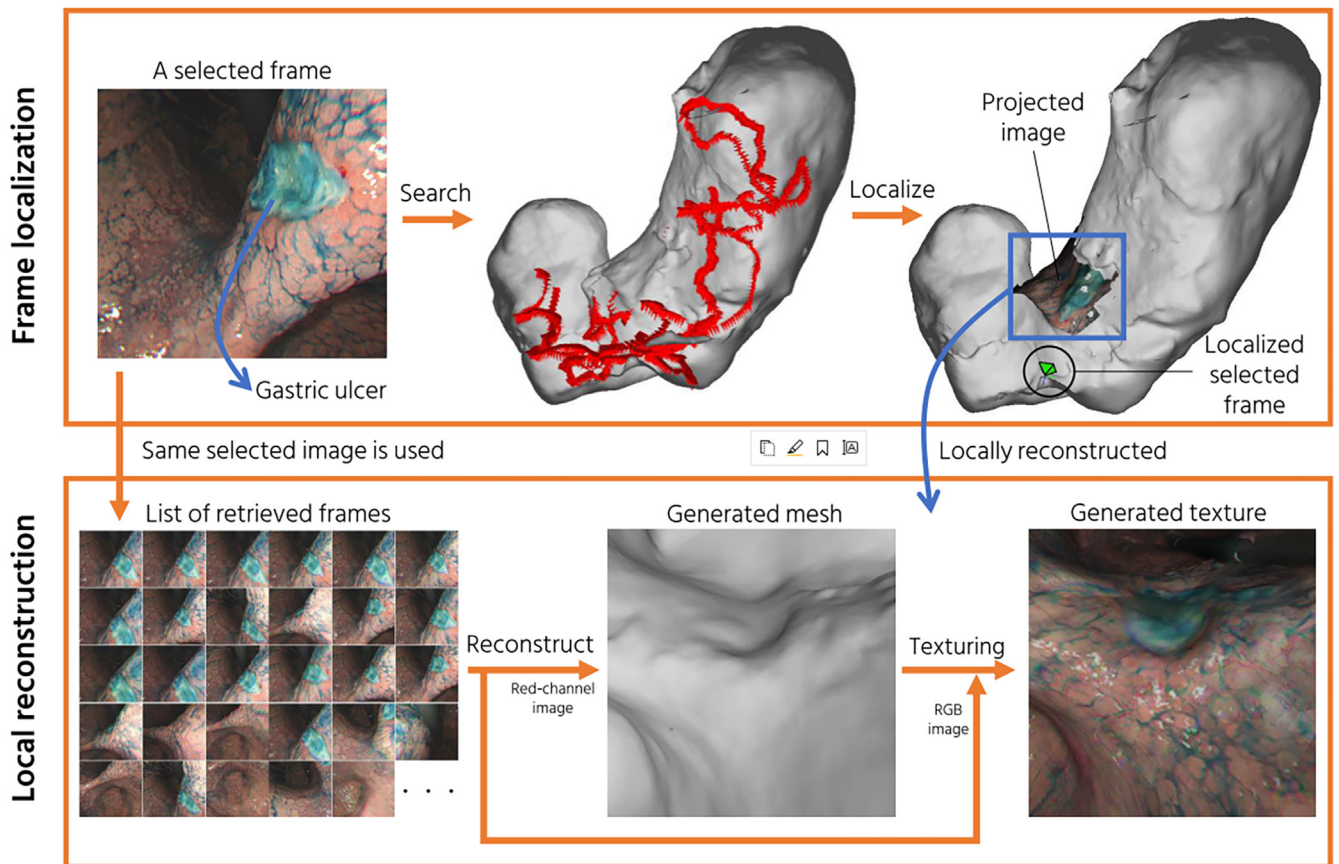 Frame localization
A selected frame
Search
Localize
Projected
image
Gastric ulcer
Localized
selected
frame
Same selected image is used
Locally reconstructed
Local reconstruction
List of retrieved frames
Generated mesh
Generated texture
Reconstruct
Red-channel
image
Texturing
RGB
image
. . .